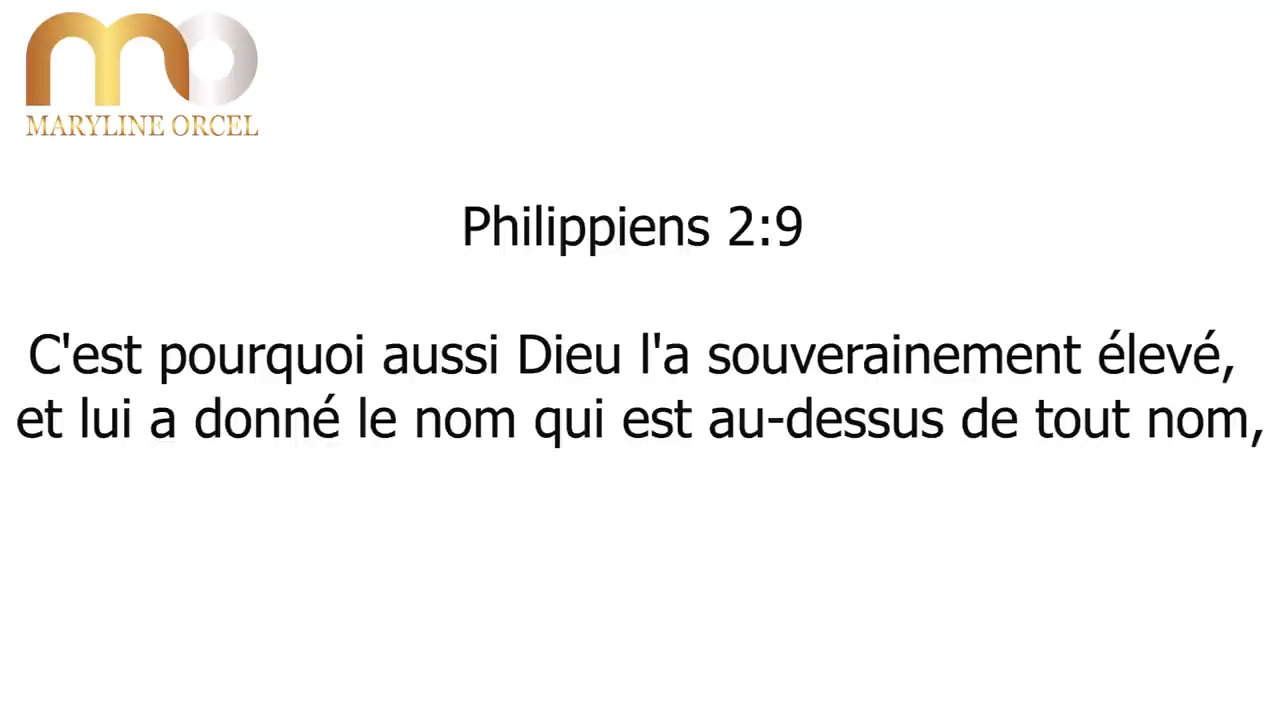 mo
MARYLINE ORCEL
Philippiens 2:9
C'est pourquoi aussi Dieu l'a souverainement élevé,
et lui a donné le nom qui est au-dessus de tout nom,